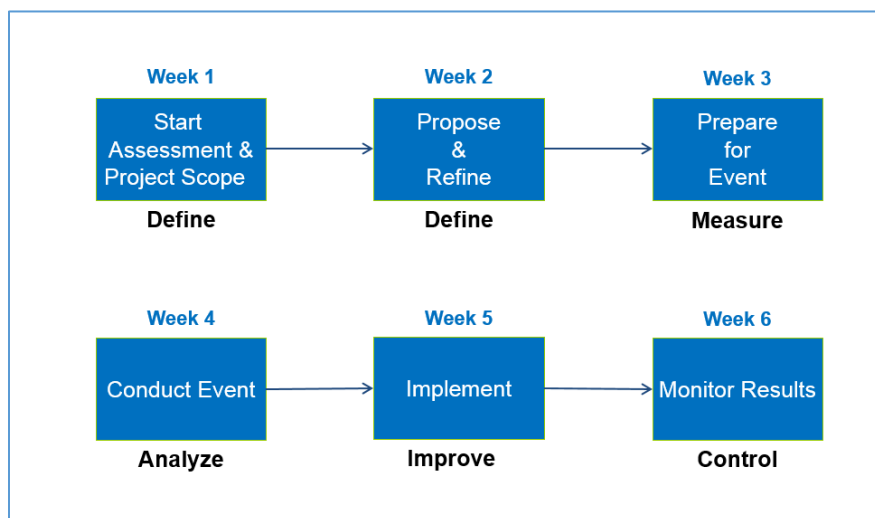 Week 1
Start
Assessment &
Project Scope
Define
Week 2
Propose
&
Refine
Define
Week 3
Prepare
for
Event
Measure
Week 4
Conduct Event
Analyze
Week 5
Implement
Improve
Week 6
Monitor Results
Control